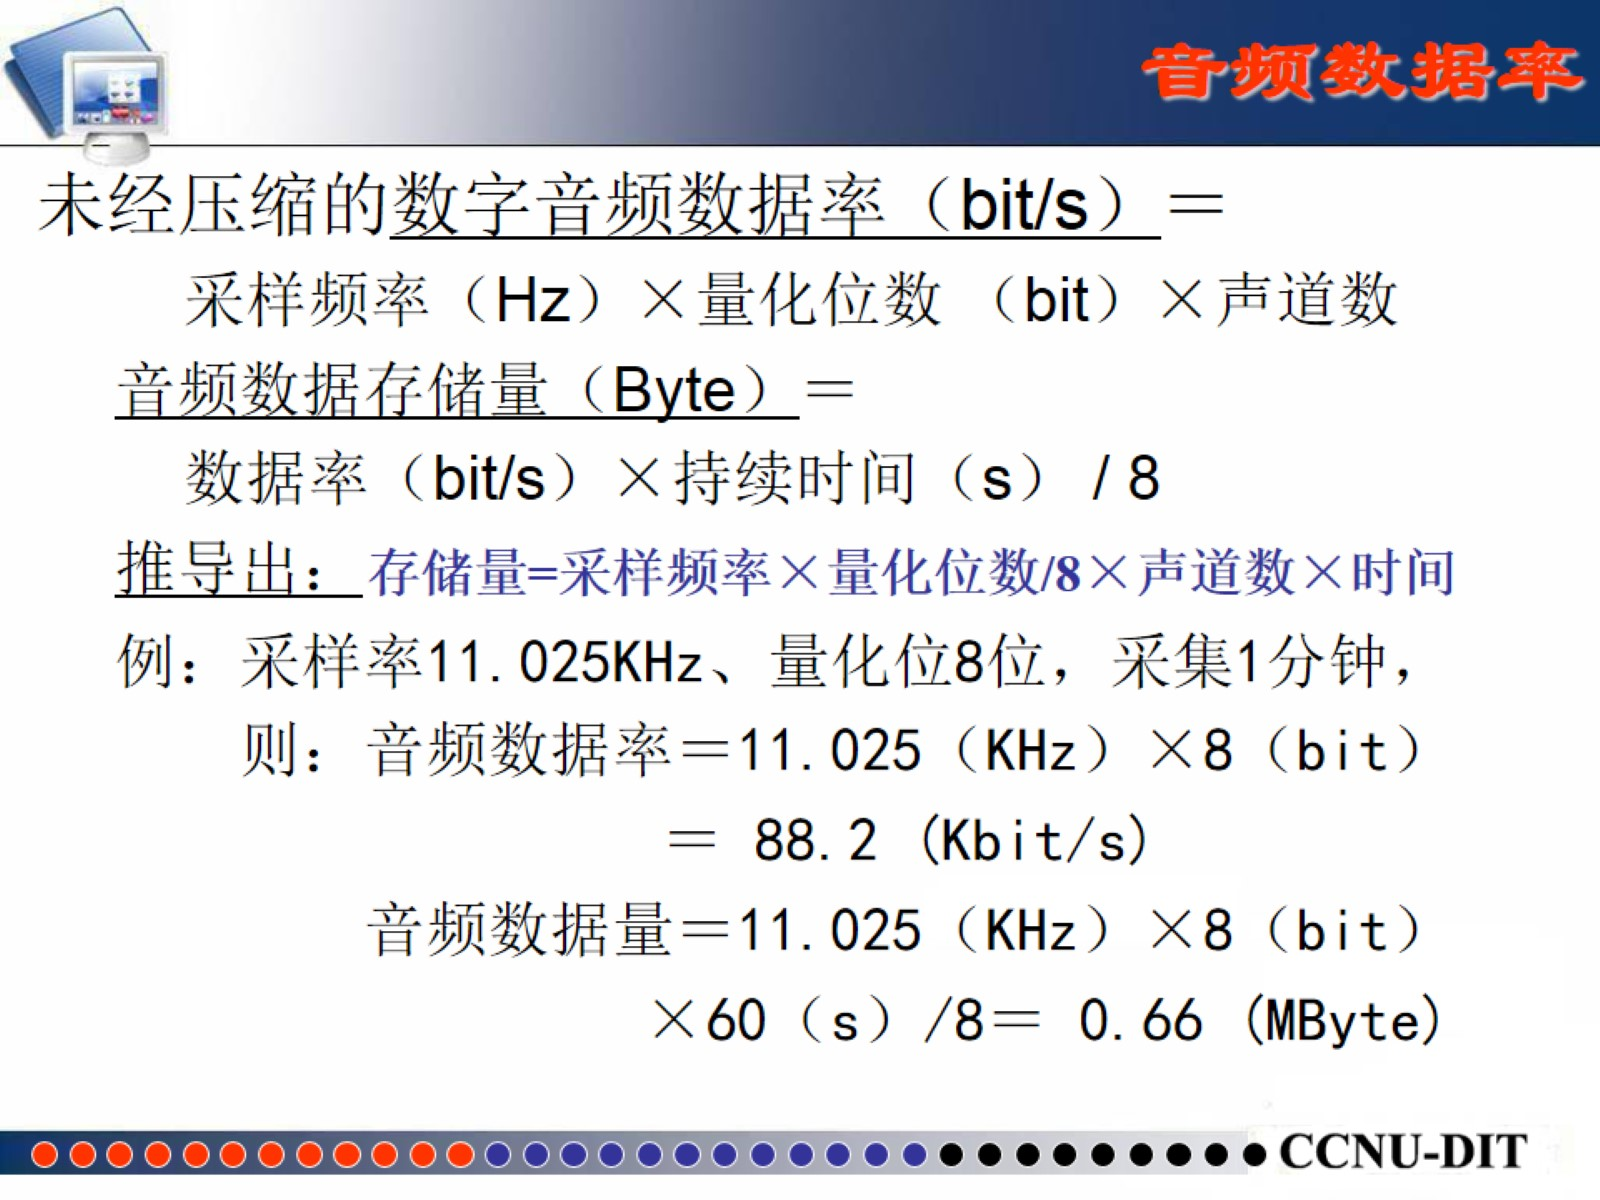 音频数据率
未经压缩的数字音频数据率（bit/s）＝
采样频率（Hz）×量化位数 （bit）×声道数
音频数据存储量（Byte）＝
数据率（bit/s）×持续时间（s） / 8
推导出：存储量=采样频率×量化位数/8×声道数×时间
例：采样率11.025KHz、量化位8位，采集1分钟，
则：音频数据率＝11.025（KHz）×8（bit）
＝ 88.2 (Kbit/s)
音频数据量＝11.025（KHz）×8（bit）
×60（s）/8＝ 0.66 (MByte)
CCNU-DIT